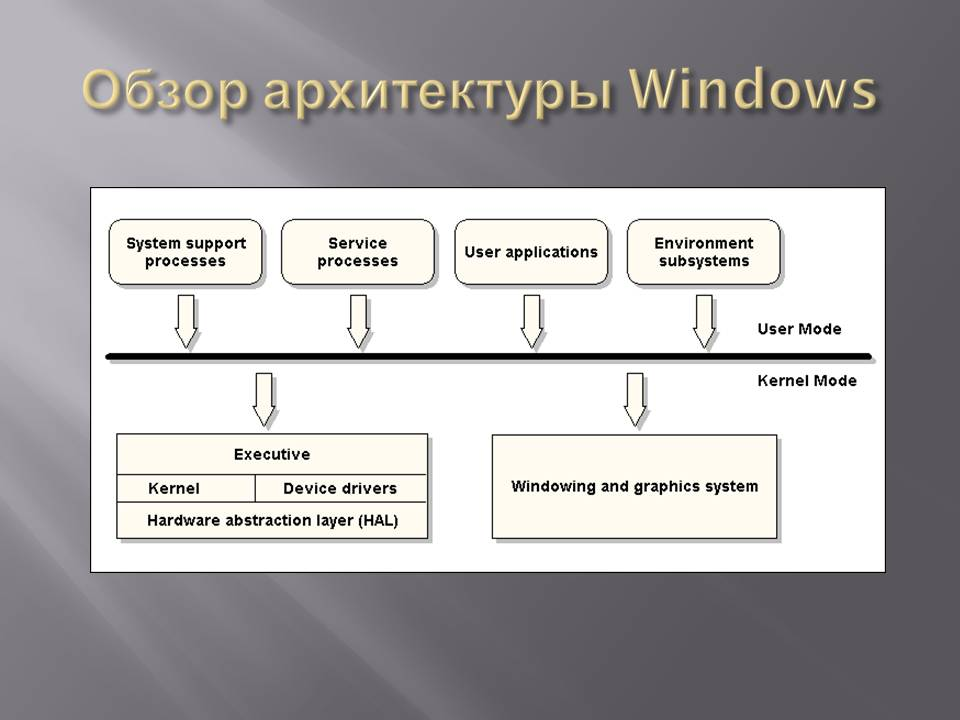 Обзор архитектуры Windows
System support
processes
Service
processes
User applications
Environment
subsystems
User Mode
Kernel Mode
Executive
Kernel
Device drivers
Hardware abstraction layer (HAL)
Windowing and graphics system